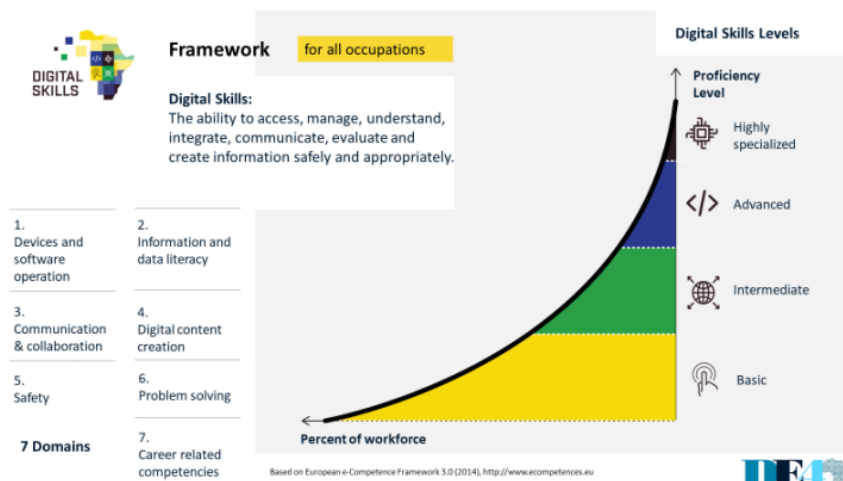 DIGITAL
SKILLS
Framework
for all occupations
Digital Skills:
The ability to access, manage, understand,
integrate, communicate, evaluate and
create information safely and appropriately.
1.
Devices and
software
operation
2.
Information and
data literacy
3.
Communication
& collaboration
4.
Digital content
creation
5.
Safety
6.
Problem solving
7 Domains
7.
Career related
competencies
Digital Skills Levels
Proficiency
Level
Highly
specialized
</>
Advanced
Intermediate
Basic
Percent of workforce
Based on European e-Competence Framework 3.0 (2014), http://www.ecompetences.eu